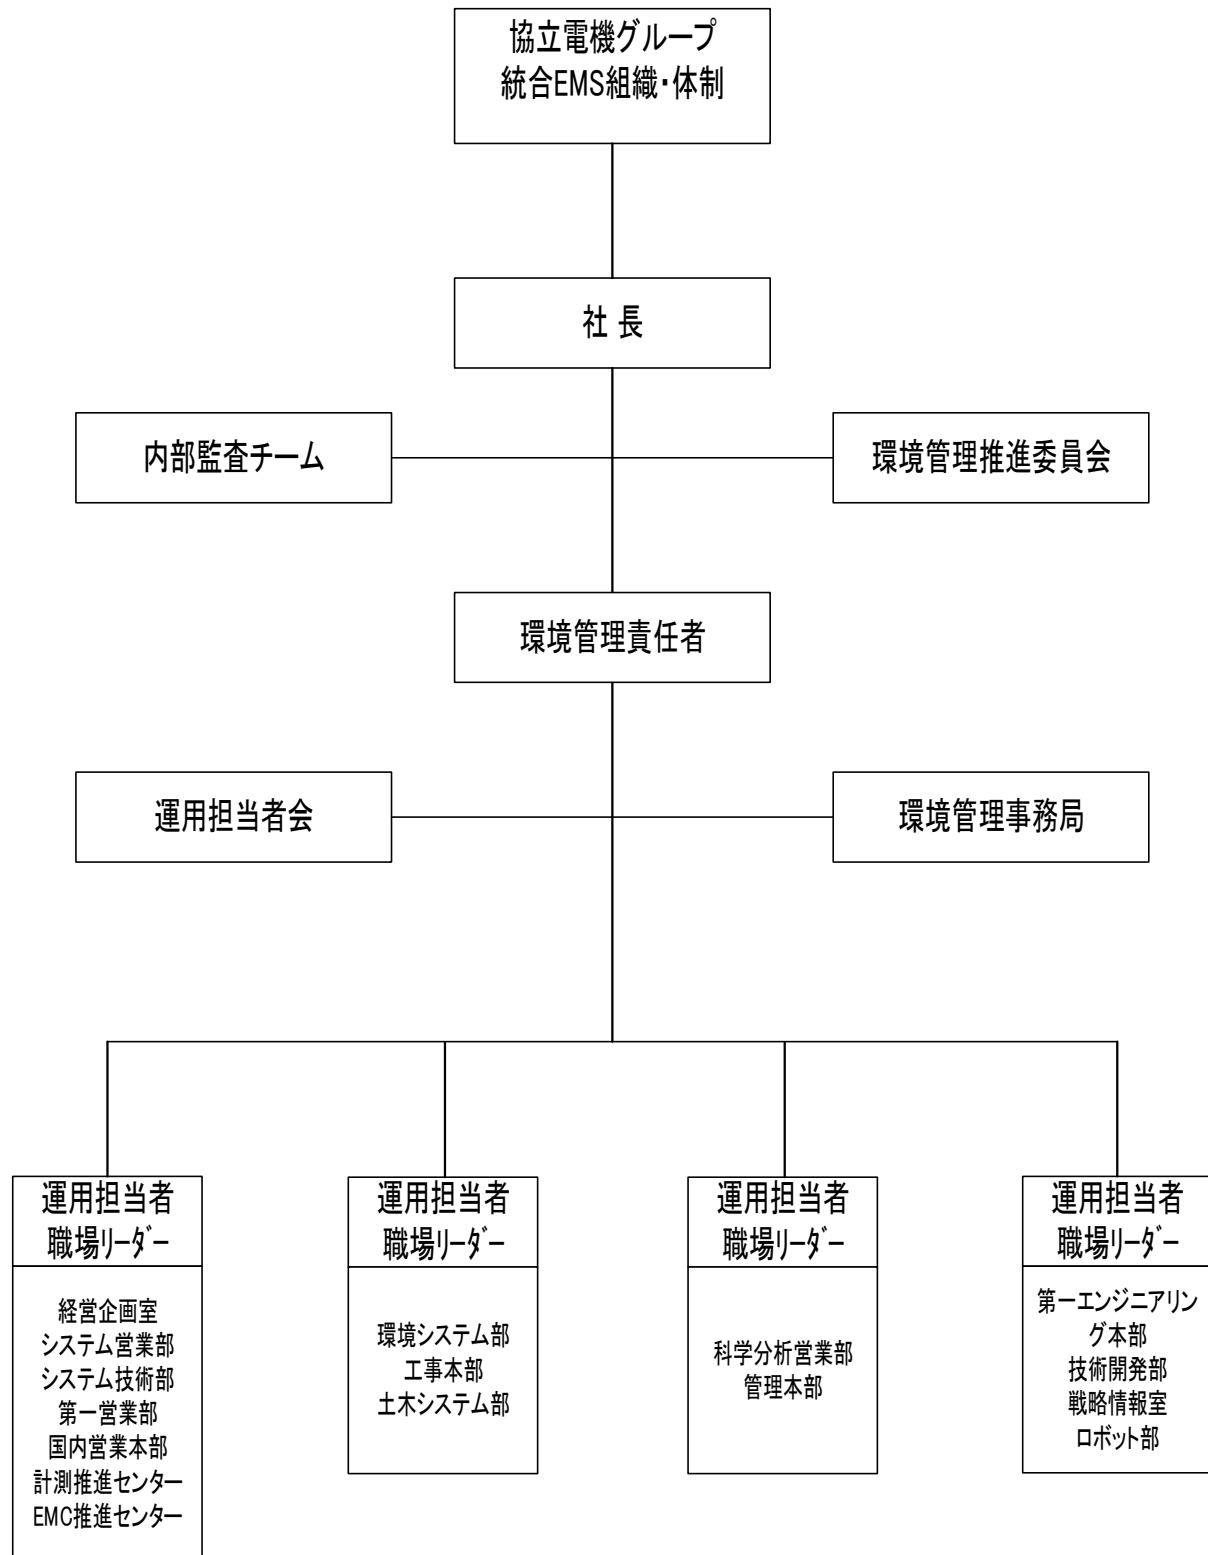 協立電機グループ
統合EMS組織・体制
社 長
内部監査チーム
環境管理推進委員会
環境管理責任者
運用担当者会
環境管理事務局
運用担当者
職場ﾘｰﾀﾞｰ
経営企画室
システム営業部
システム技術部
第一営業部
国内営業本部
計測推進センター
EMC推進センター
運用担当者
職場ﾘｰﾀﾞｰ
環境システム部
工事本部
土木システム部
運用担当者
職場ﾘｰﾀﾞｰ
科学分析営業部
管理本部
運用担当者
職場ﾘｰﾀﾞｰ
第一エンジニアリン
グ本部
技術開発部
戦略情報室
ロボット部